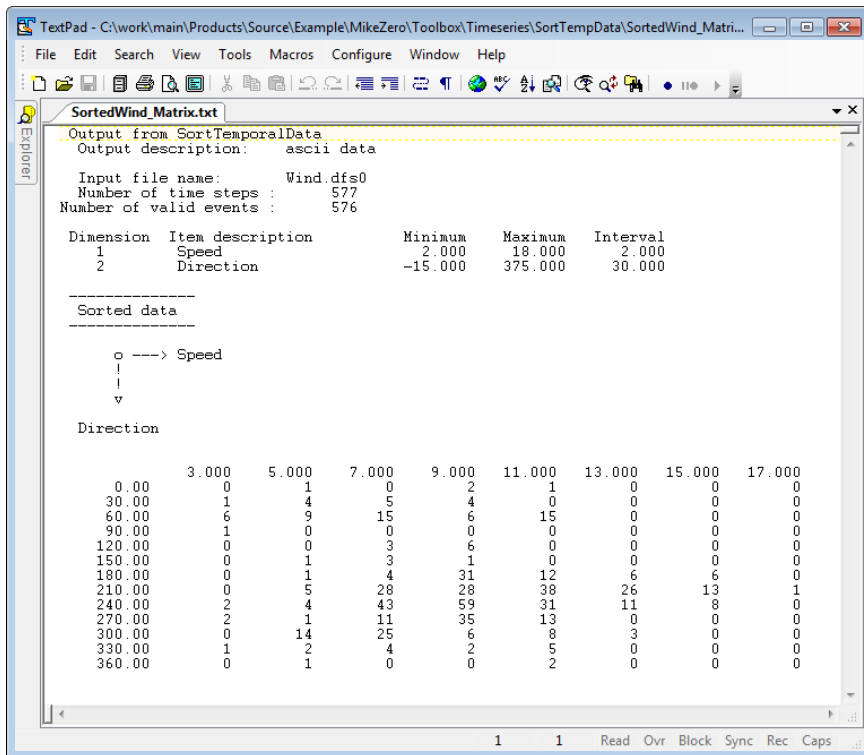 TextPad - C:\work\main\Products\Source\Example\MikeZero\Toolbox\Timeseries\SortTempData\SortedWind_Matri...
File Edit Search View Tools Macros Configure Window Help
Explorer
SortedWind_Matrix.txt
Output from SortTemporalData
Output description: ascii data
Input file name: Wind.dfs0
Number of time steps : 577
Number of valid events : 576
Dimension Item description Minimum Maximum Interval
1 Speed 2.000 18.000 2.000
2 Direction -15.000 375.000 30.000
--------------
Sorted data
--------------
o ---> Speed
!
!
v
Direction
3.000 5.000 7.000 9.000 11.000 13.000 15.000 17.000
0.00 0 1 0 2 1 0 0 0
30.00 1 4 5 4 0 0 0 0
60.00 6 9 15 6 15 0 0 0
90.00 1 0 0 0 0 0 0 0
120.00 0 0 3 6 0 0 0 0
150.00 0 1 3 1 0 0 0 0
180.00 0 1 4 31 12 6 6 0
210.00 0 5 28 28 38 26 13 1
240.00 2 4 43 59 31 11 8 0
270.00 2 1 11 35 13 0 0 0
300.00 0 14 25 6 8 3 0 0
330.00 1 2 4 2 5 0 0 0
360.00 0 1 0 0 2 0 0 0
1 1 Read Ovr Block Sync Rec Caps